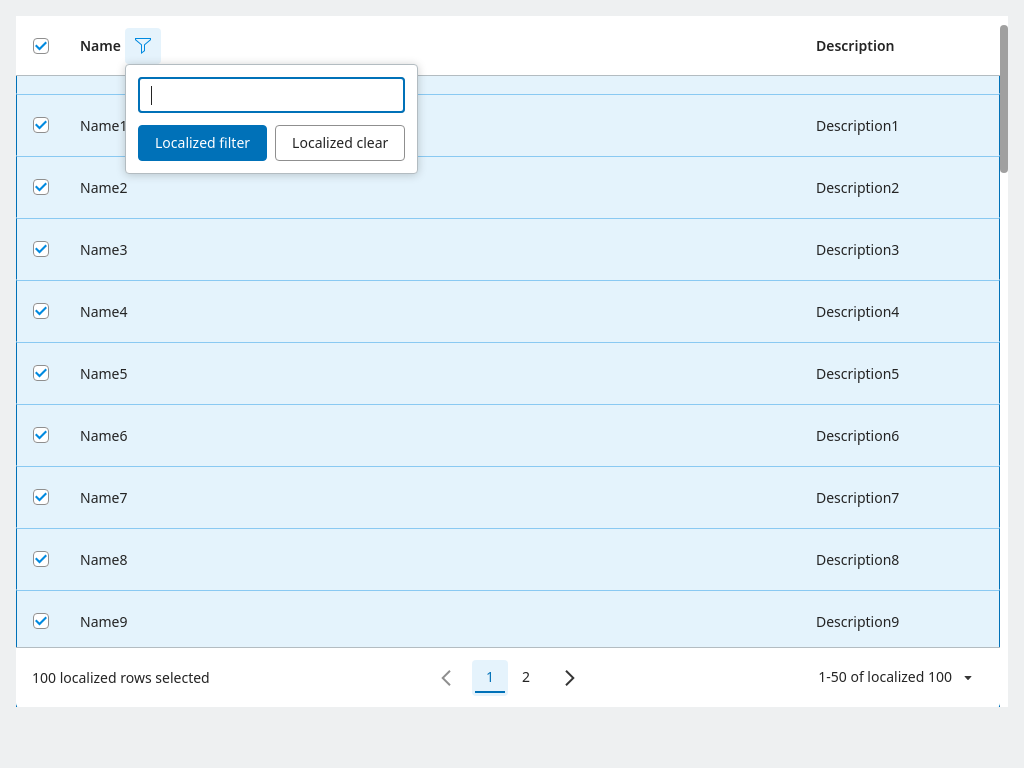 Name Description
Localized filter Localized clear
Name1 Description1
Name2 Description2
Name3 Description3
Name4 Description4
Name5 Description5
Name6 Description6
Name7 Description7
Name8 Description8
Name9 Description9
100 localized rows selected 1 2 1-50 of localized 100